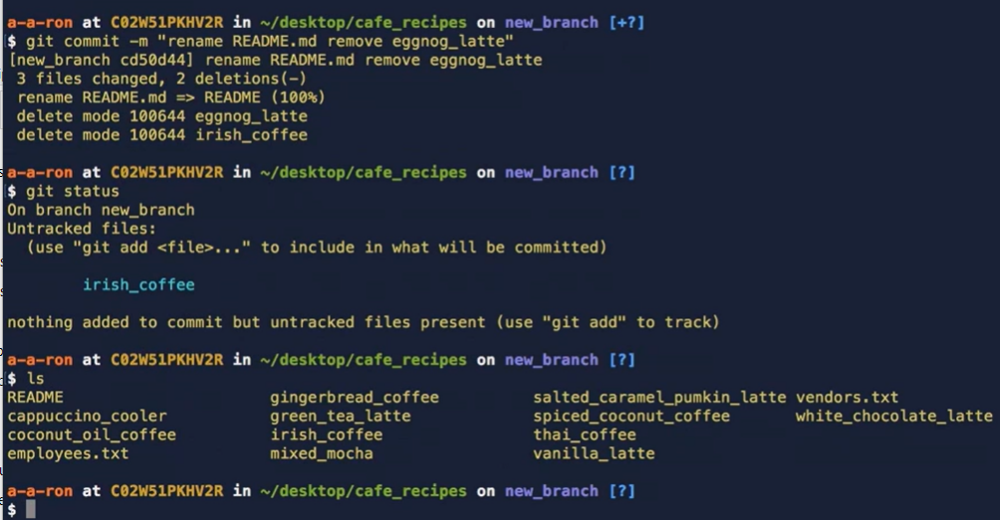 a-a-ron at C02W51PKHV2R in ~/desktop/cafe_recipes on new_branch [+?]
$ git commit -m "rename README.md remove eggnog_latte"
[new_branch cd50d44] rename README.md remove eggnog_latte
 3 files changed, 2 deletions(-)
 rename README.md => README (100%)
 delete mode 100644 eggnog_latte
 delete mode 100644 irish_coffee
a-a-ron at C02W51PKHV2R in ~/desktop/cafe_recipes on new_branch [?]
$ git status
On branch new_branch
Untracked files:
  (use "git add <file>..." to include in what will be committed)
        irish_coffee
nothing added to commit but untracked files present (use "git add" to track)
a-a-ron at C02W51PKHV2R in ~/desktop/cafe_recipes on new_branch [?]
$ ls
README gingerbread_coffee salted_caramel_pumkin_latte vendors.txt
cappuccino_cooler green_tea_latte spiced_coconut_coffee white_chocolate_latte
coconut_oil_coffee irish_coffee thai_coffee
employees.txt mixed_mocha vanilla_latte
a-a-ron at C02W51PKHV2R in ~/desktop/cafe_recipes on new_branch [?]
$